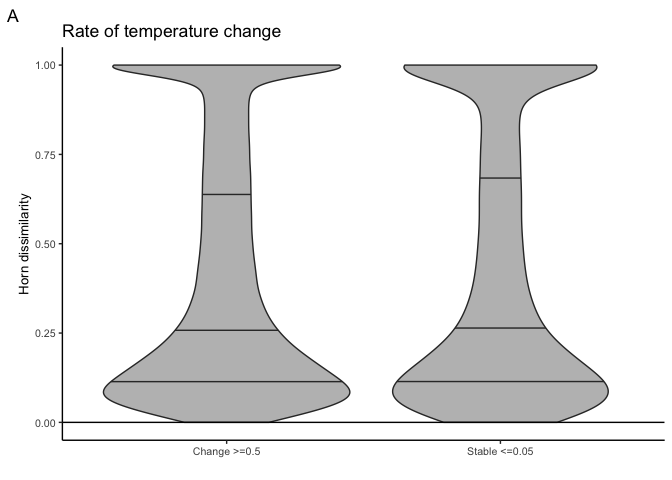 A
Rate of temperature change
Horn dissimilarity
1.00
0.75
0.50
0.25
0.00
Change >=0.5
Stable <=0.05